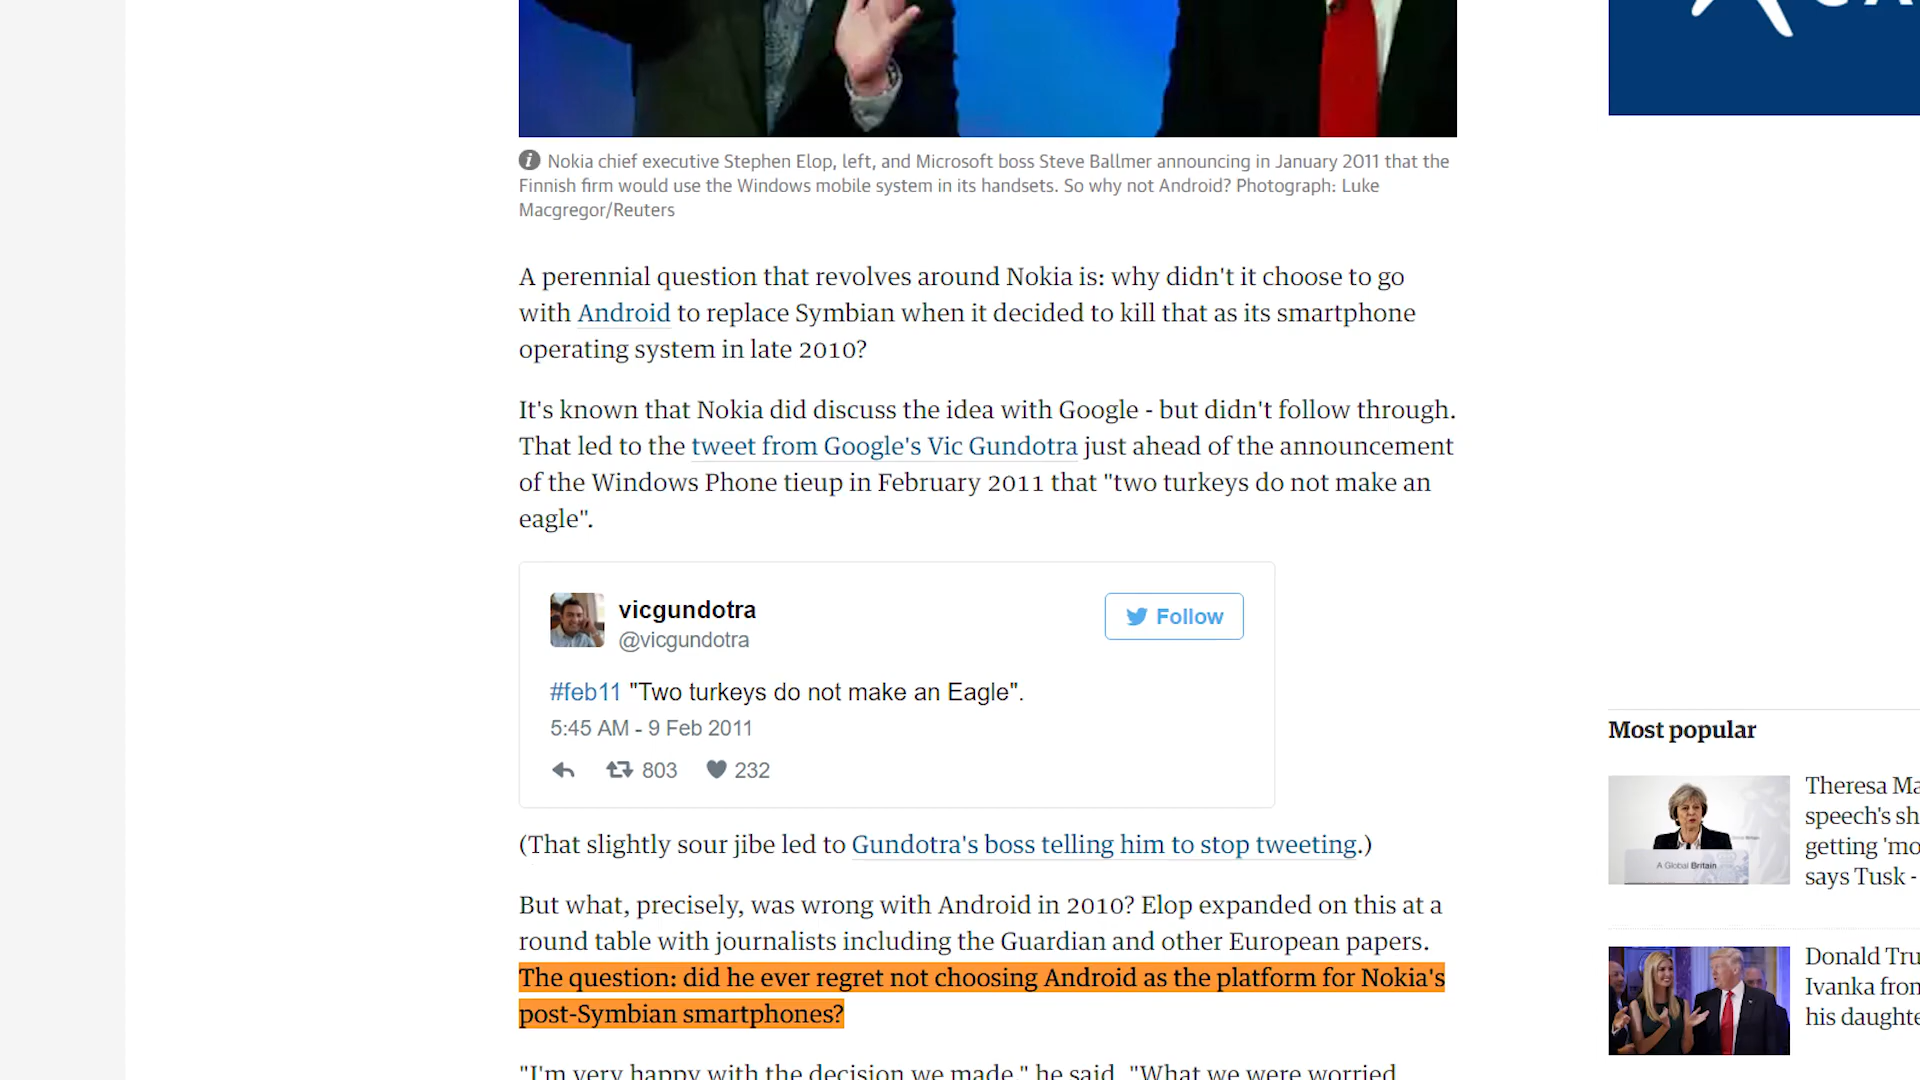 Nokia chief executive Stephen Elop, left, and Microsoft boss Steve Ballmer announcing in January 2011 that the
Finnish firm would use the Windows mobile system in its handsets. So why not Android? Photograph: Luke
Macgregor/Reuters
A perennial question that revolves around Nokia is: why didn't it choose to go
with Android to replace Symbian when it decided to kill that as its smartphone
operating system in late 2010?
It's known that Nokia did discuss the idea with Google - but didn't follow through.
That led to the tweet from Google's Vic Gundotra just ahead of the announcement
of the Windows Phone tieup in February 2011 that "two turkeys do not make an
eagle".
vicgundotra
@vicgundotra
Follow
#feb11 "Two turkeys do not make an Eagle".
5:45 AM - 9 Feb 2011
803 232
(That slightly sour jibe led to Gundotra's boss telling him to stop tweeting.)
But what, precisely, was wrong with Android in 2010? Elop expanded on this at a
round table with journalists including the Guardian and other European papers.
The question: did he ever regret not choosing Android as the platform for Nokia's
post-Symbian smartphones?
"I'm very happy with the decision we made," he said. "What we were worried
Most popular
A Global Britain
Theresa Ma
speech's sh
getting 'mo
says Tusk -
Donald Tru
Ivanka from
his daughte